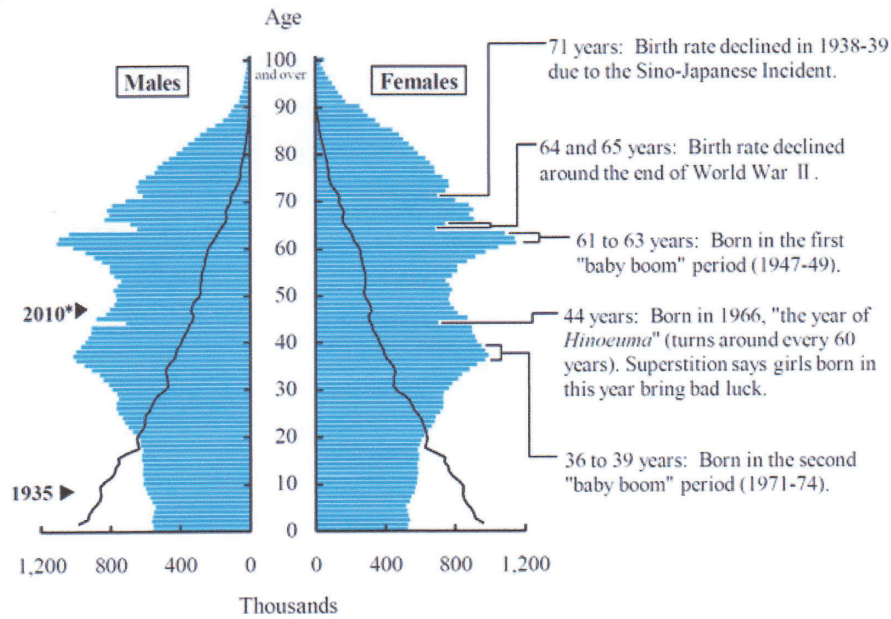 Age
100
and over
90
80
70
60
50
40
30
20
10
0
Males
Females
2010*
1935
1,200
800
400
0
0
400
800
1,200
Thousands
71 years: Birth rate declined in 1938-39
due to the Sino-Japanese Incident.
64 and 65 years: Birth rate declined
around the end of World War II.
61 to 63 years: Born in the first
"baby boom" period (1947-49).
44 years: Born in 1966, "the year of
Hinoeuma" (turns around every 60
years). Superstition says girls born in
this year bring bad luck.
36 to 39 years: Born in the second
"baby boom" period (1971-74).